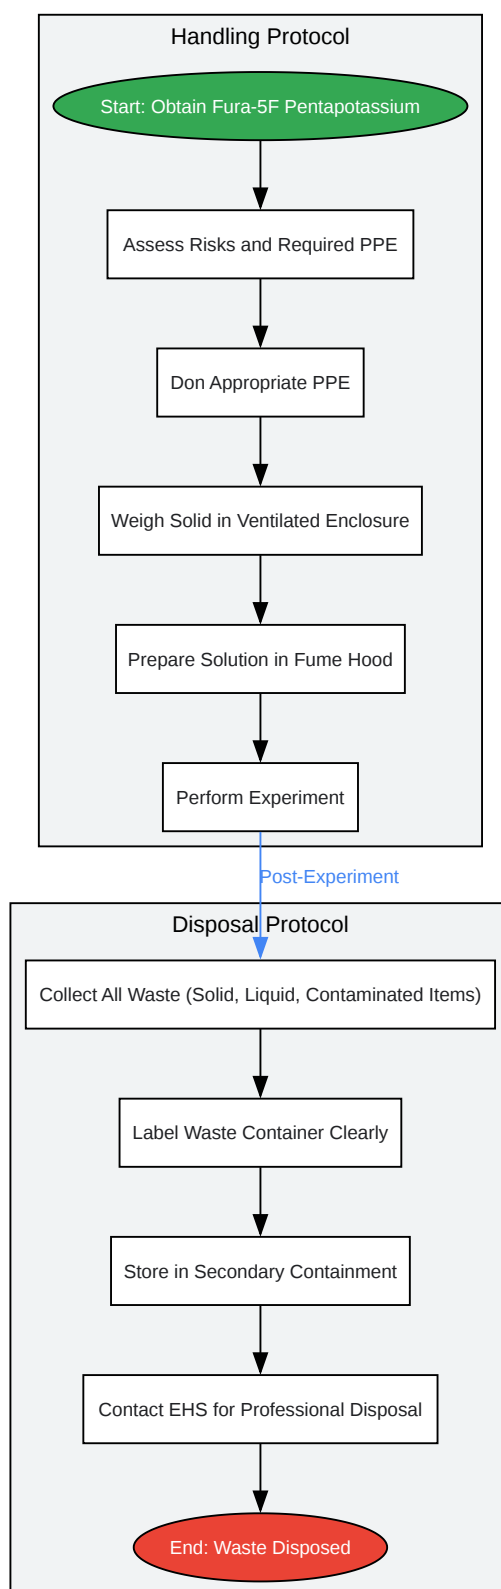 Handling Protocol
Start: Obtain Fura-5F Pentapotassium
Assess Risks and Required PPE
Don Appropriate PPE
Weigh Solid in Ventilated Enclosure
Prepare Solution in Fume Hood
Perform Experiment
Post-Experiment
Disposal Protocol
Collect All Waste (Solid, Liquid, Contaminated Items)
Label Waste Container Clearly
Store in Secondary Containment
Contact EHS for Professional Disposal
End: Waste Disposed